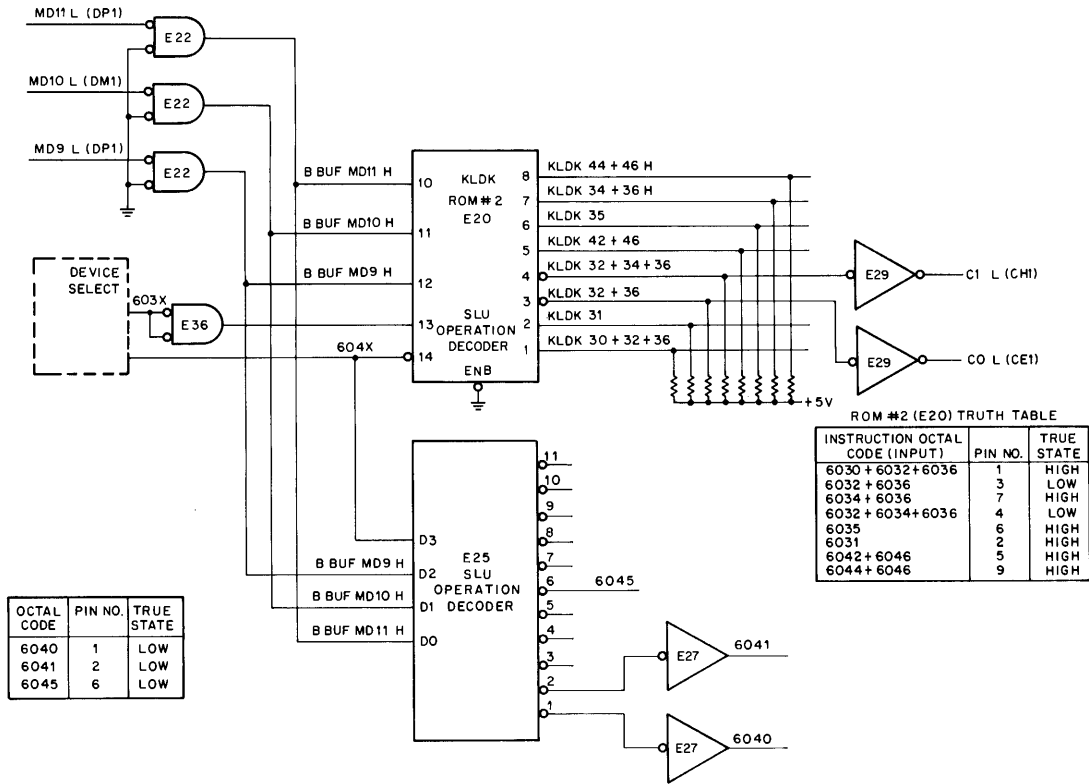 MD11 L (DP1)
E22
MD10 L (DM1)
E22
MD9 L (DP1)
E22
DEVICE
SELECT
603X
E36
604X
B BUF MD11 H
B BUF MD10 H
B BUF MD9 H
10
11
12
13
14
KLDK
ROM#2
E20
SLU
OPERATION
DECODER
ENB
8
7
6
5
4
3
2
1
KLDK 44 + 46 H
KLDK 34 + 36 H
KLDK 35
KLDK 42 + 46
KLDK 32 + 34 + 36
KLDK 32 + 36
KLDK 31
KLDK 30 + 32 + 36
+5V
E29
C1 L (CH1)
E29
C0 L (CE1)
ROM #2 (E20) TRUTH TABLE
INSTRUCTION OCTAL CODE (INPUT) PIN NO. TRUE STATE
6030 + 6032 + 6036 1 HIGH
6032 + 6036 3 LOW
6034 + 6036 7 HIGH
6032 + 6034 + 6036 4 LOW
6035 6 HIGH
6031 2 HIGH
6042 + 6046 5 HIGH
6044 + 6046 9 HIGH
D3
D2
D1
D0
B BUF MD9 H
B BUF MD10 H
B BUF MD11 H
E25
SLU
OPERATION
DECODER
11
10
9
8
7
6
5
4
3
2
1
6045
E27
6041
E27
6040
OCTAL CODE PIN NO. TRUE STATE
6040 1 LOW
6041 2 LOW
6045 6 LOW